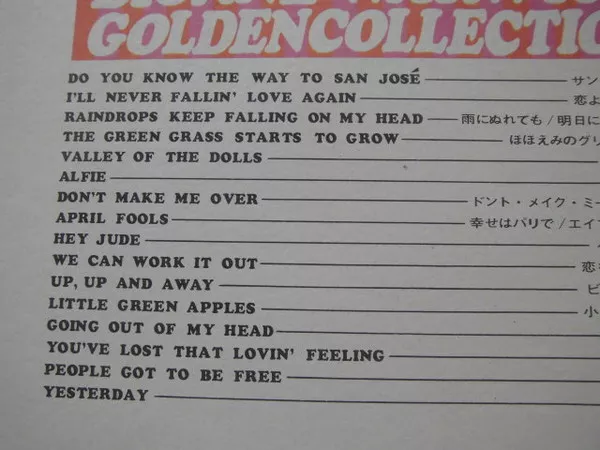 GOLDEN COLLECTIO
DO YOU KNOW THE WAY TO SAN JOSÉ サン
I'LL NEVER FALLIN' LOVE AGAIN 恋よ
RAINDROPS KEEP FALLING ON MY HEAD 雨にぬれても/明日に
THE GREEN GRASS STARTS TO GROW ほほえみのグリ
VALLEY OF THE DOLLS
ALFIE
DON'T MAKE ME OVER ドント・メイク・ミー
APRIL FOOLS 幸せはパリで/エイプ
HEY JUDE
WE CAN WORK IT OUT 恋
UP, UP AND AWAY ビ
LITTLE GREEN APPLES 小
GOING OUT OF MY HEAD
YOU'VE LOST THAT LOVIN' FEELING
PEOPLE GOT TO BE FREE
YESTERDAY